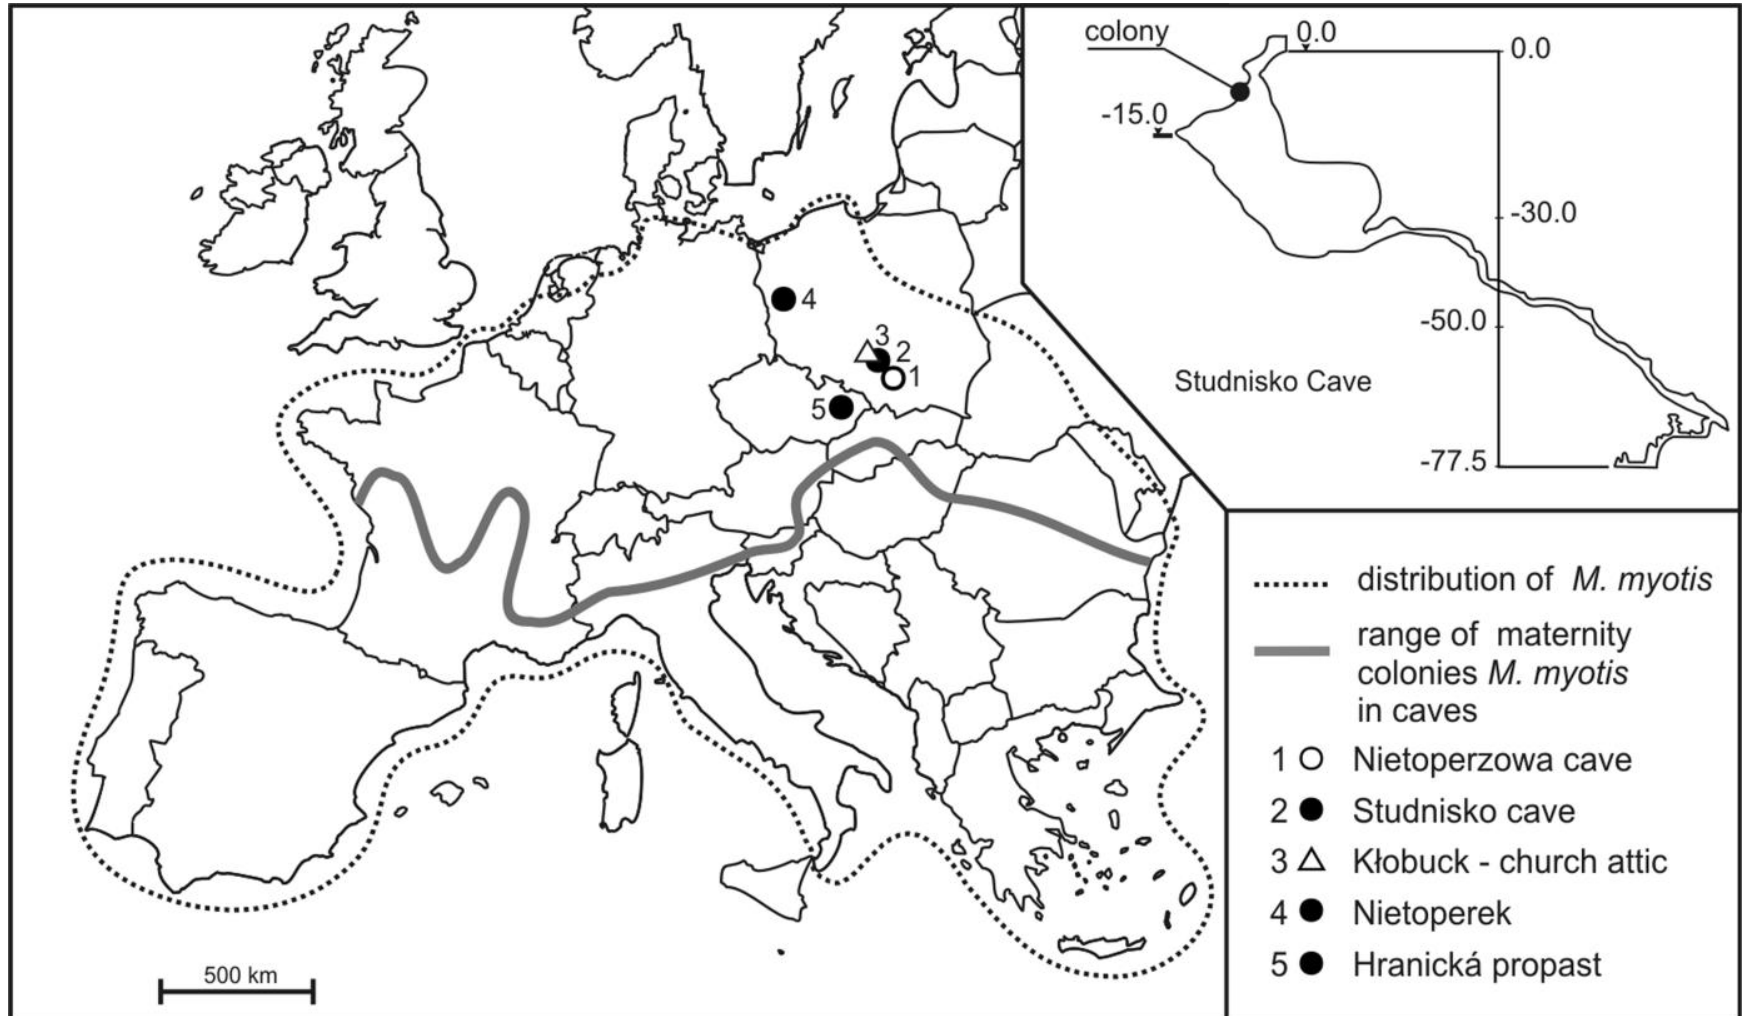 colony
0.0
0.0
-15.0
-30.0
-50.0
Studnisko Cave
-77.5
4
3
2
1
5
500 km
distribution of M. myotis
range of maternity
colonies M. myotis
in caves
1 Nietoperzowa cave
2 Studnisko cave
3 Kłobuck - church attic
4 Nietoperek
5 Hranická propast